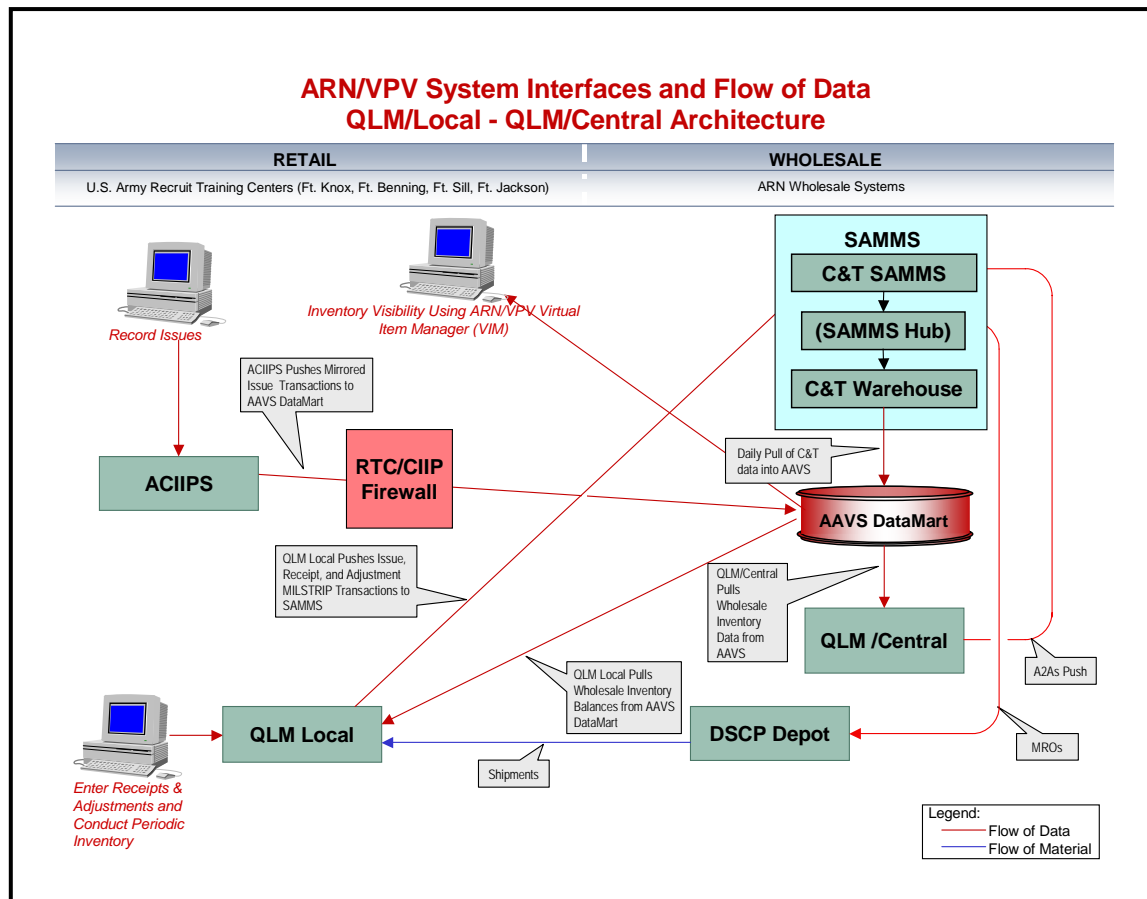 ARN/VPV System Interfaces and Flow of Data
QLM/Local - QLM/Central Architecture
RETAIL
WHOLESALE
U.S. Army Recruit Training Centers (Ft. Knox, Ft. Benning, Ft. Sill, Ft. Jackson)
ARN Wholesale Systems
Record Issues
Inventory Visibility Using ARN/VPV Virtual
Item Manager (VIM)
SAMMS
C&T SAMMS
(SAMMS Hub)
C&T Warehouse
ACIIPS Pushes Mirrored
Issue Transactions to
AAVS DataMart
ACIIPS
RTC/CIIP
Firewall
Daily Pull of C&T
data into AAVS
AAVS DataMart
QLM Local Pushes Issue,
Receipt, and Adjustment
MILSTRIP Transactions to
SAMMS
QLM/Central
Pulls
Wholesale
Inventory
Data from
AAVS
QLM /Central
A2As Push
QLM Local Pulls
Wholesale Inventory
Balances from AAVS
DataMart
QLM Local
DSCP Depot
MROs
Shipments
Enter Receipts &
Adjustments and
Conduct Periodic
Inventory
Legend:
Flow of Data
Flow of Material